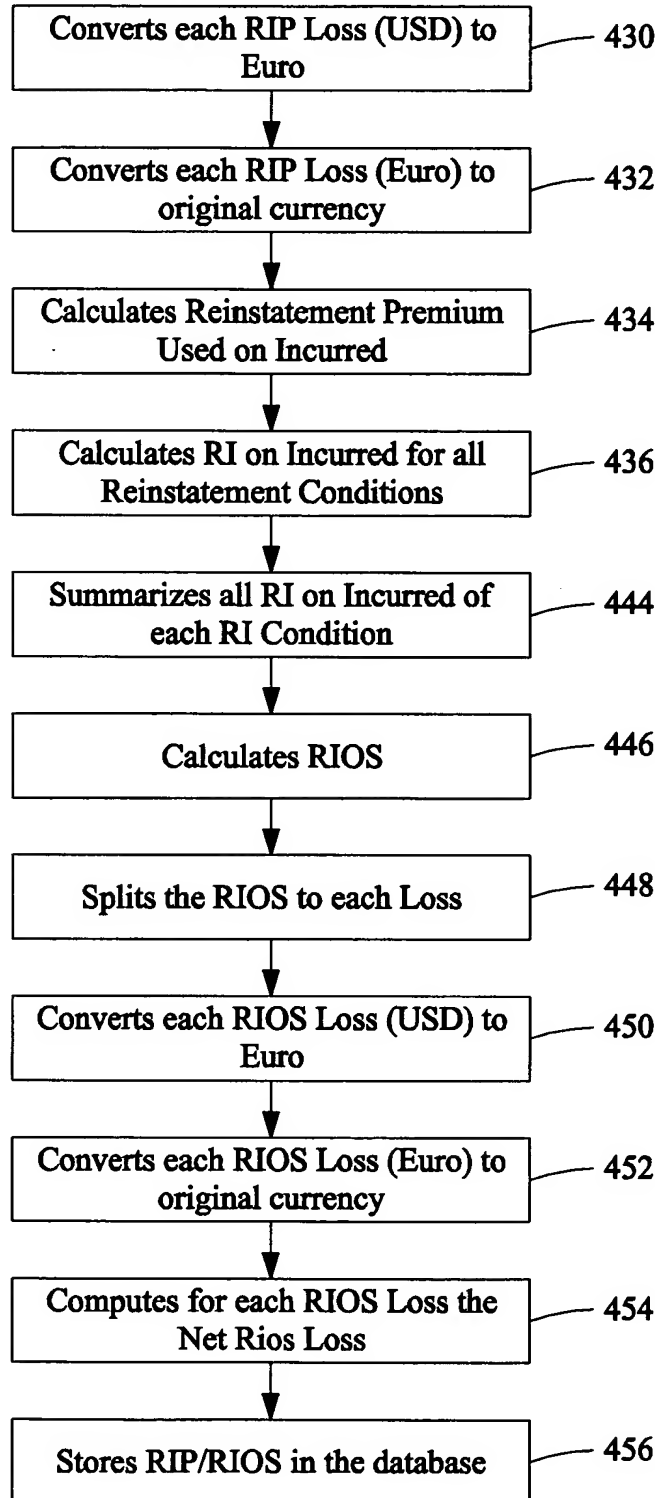 Converts each RIP Loss (USD) to
Euro
430
Converts each RIP Loss (Euro) to
original currency
432
Calculates Reinstatement Premium
Used on Incurred
434
Calculates RI on Incurred for all
Reinstatement Conditions
436
Summarizes all RI on Incurred of
each RI Condition
444
Calculates RIOS
446
Splits the RIOS to each Loss
448
Converts each RIOS Loss (USD) to
Euro
450
Converts each RIOS Loss (Euro) to
original currency
452
Computes for each RIOS Loss the
Net Rios Loss
454
Stores RIP/RIOS in the database
456